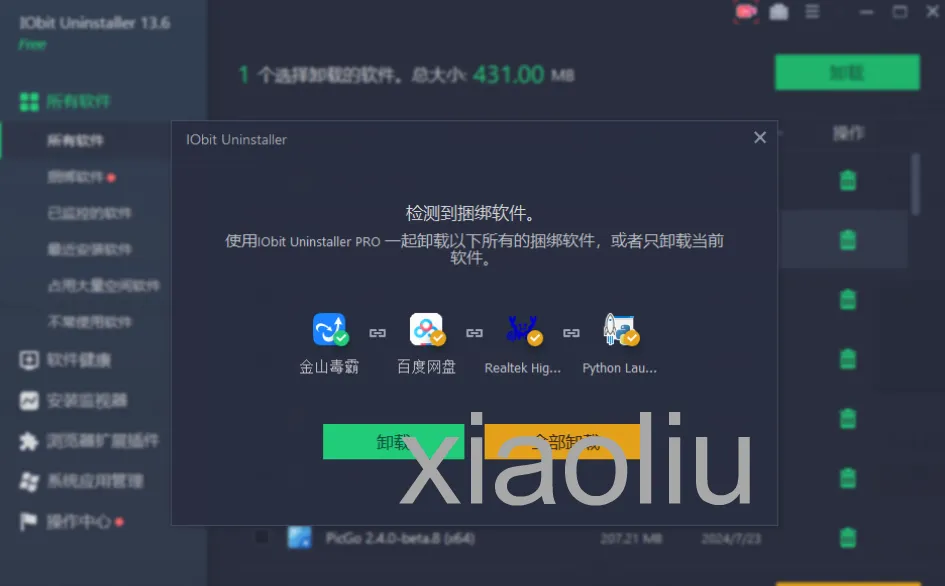 IObit Uninstaller 13.6
Free
1 个选择卸载的软件。总大小: 431.00 MB
卸载
所有软件
所有软件
捆绑软件
已监控的软件
最近安装软件
占用大量空间软件
不常使用软件
软件健康
安装监视器
浏览器扩展插件
系统应用管理
操作中心
操作
IObit Uninstaller
检测到捆绑软件。
使用IObit Uninstaller PRO 一起卸载以下所有的捆绑软件，或者只卸载当前
软件。
金山毒霸
百度网盘
Realtek Hig...
Python Lau...
卸载
全部卸载
xiaoliu
PicGo 2.4.0-beta.8 (x64)
207.21 MB
2024/7/23